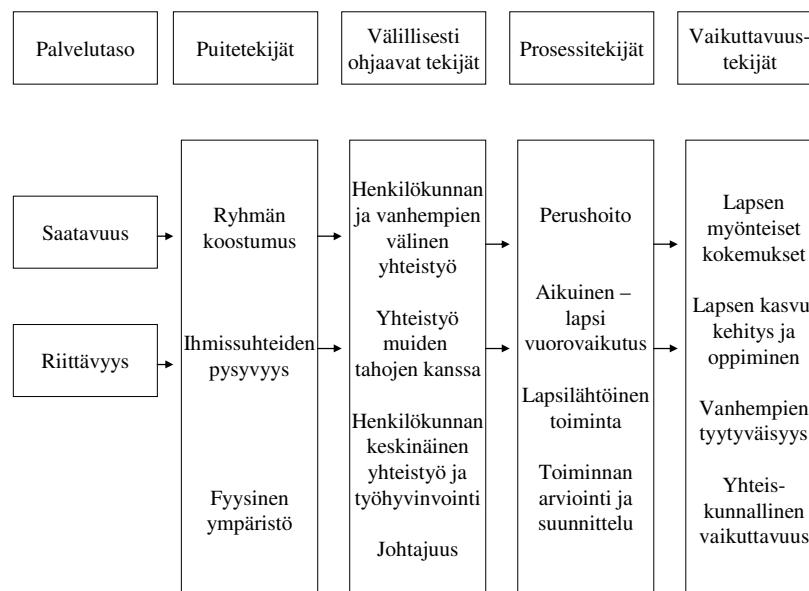 Palvelutaso
Puitetekijät
Välillisesti
ohjaavat tekijät
Prosessitekijät
Vaikuttavuus-
tekijät
Saatavuus
Riittävyys
Ryhmän
koostumus
Ihmissuhteiden
pysyvyys
Fyysinen
ympäristö
Henkilökunnan
ja vanhempien
välinen
yhteistyö
Yhteistyö
muiden
tahojen kanssa
Henkilökunnan
keskinäinen
yhteistyö ja
työhyvinvointi
Johtajuus
Perushoito
Aikuinen –
lapsi
vuorovaikutus
Lapsilähtöinen
toiminta
Toiminnan
arviointi ja
suunnittelu
Lapsen
myönteiset
kokemukset
Lapsen kasvu,
kehitys ja
oppiminen
Vanhempien
tyytyväisyys
Yhteis-
kunnallinen
vaikuttavuus